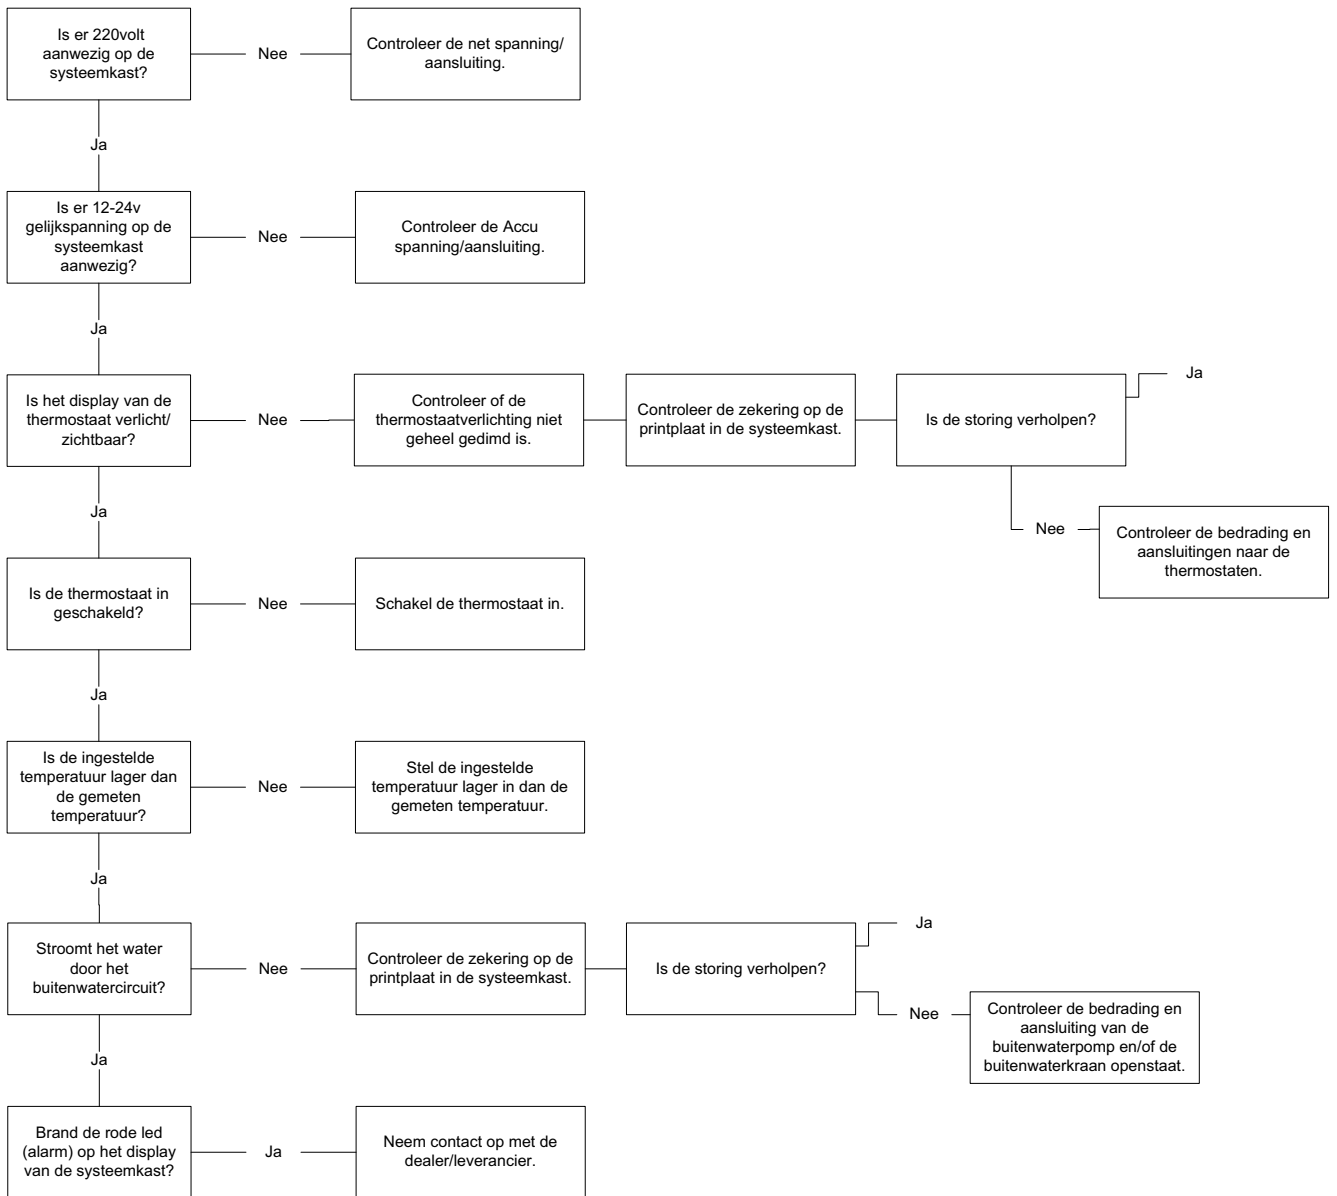 Is er 220volt
aanwezig op de
systeemkast?
Nee
Controleer de net spanning/
aansluiting.
Ja
Is er 12-24v
gelijkspanning op de
systeemkast
aanwezig?
Nee
Controleer de Accu
spanning/aansluiting.
Ja
Is het display van de
thermostaat verlicht/
zichtbaar?
Nee
Controleer of de
thermostaatverlichting niet
geheel gedimd is.
Controleer de zekering op de
printplaat in de systeemkast.
Is de storing verholpen?
Ja
Nee
Controleer de bedrading en
aansluitingen naar de
thermostaten.
Ja
Is de thermostaat in
geschakeld?
Nee
Schakel de thermostaat in.
Ja
Is de ingestelde
temperatuur lager dan
de gemeten
temperatuur?
Nee
Stel de ingestelde
temperatuur lager in dan de
gemeten temperatuur.
Ja
Stroomt het water
door het
buitenwatercircuit?
Nee
Controleer de zekering op de
printplaat in de systeemkast.
Is de storing verholpen?
Ja
Nee
Controleer de bedrading en
aansluiting van de
buitenwaterpomp en/of de
buitenwaterkraan openstaat.
Ja
Brand de rode led
(alarm) op het display
van de systeemkast?
Ja
Neem contact op met de
dealer/leverancier.